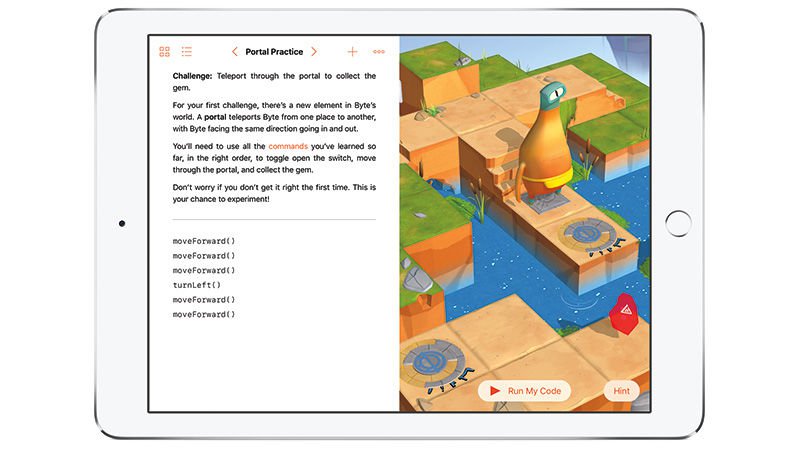 Portal Practice
Challenge: Teleport through the portal to collect the
gem.
For your first challenge, there's a new element in Byte's
world. A portal teleports Byte from one place to another,
with Byte facing the same direction going in and out.
You'll need to use all the commands you've learned so
far, in the right order, to toggle open the switch, move
through the portal, and collect the gem.
Don't worry if you don't get it right the first time. This is
your chance to experiment!
moveForward()
moveForward()
moveForward()
turnLeft()
moveForward()
moveForward()
Run My Code
Hint